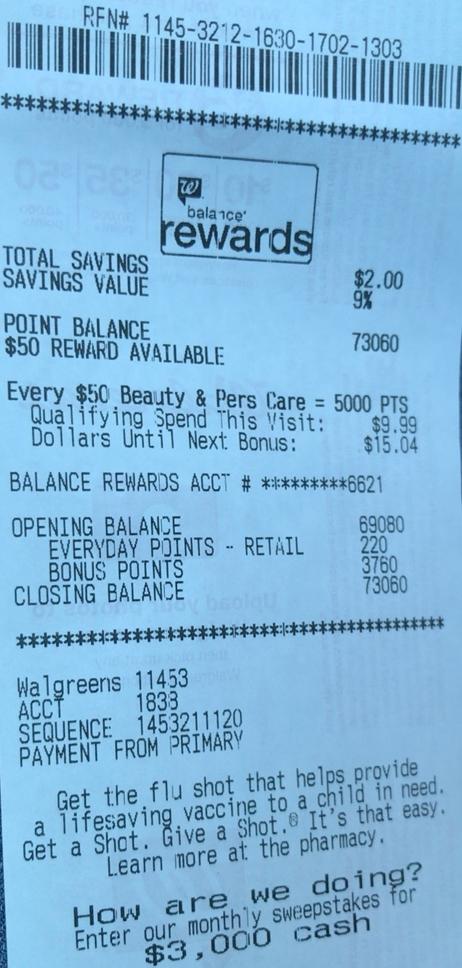 RFN# 1145-3212-1630-1702-1303
****************************************
W
balance
rewards
TOTAL SAVINGS $2.00
SAVINGS VALUE 9%
POINT BALANCE 73060
$50 REWARD AVAILABLE
Every $50 Beauty & Pers Care = 5000 PTS
Qualifying Spend This Visit: $9.99
Dollars Until Next Bonus: $15.04
BALANCE REWARDS ACCT # *********6621
OPENING BALANCE 69080
EVERYDAY POINTS - RETAIL 220
BONUS POINTS 3760
CLOSING BALANCE 73060
****************************************
Walgreens 11453
ACCT 1838
SEQUENCE 1453211120
PAYMENT FROM PRIMARY
Get the flu shot that helps provide
a lifesaving vaccine to a child in need.
Get a Shot. Give a Shot.® It's that easy.
Learn more at the pharmacy.
How are we doing?
Enter our monthly sweepstakes for
$3,000 cash